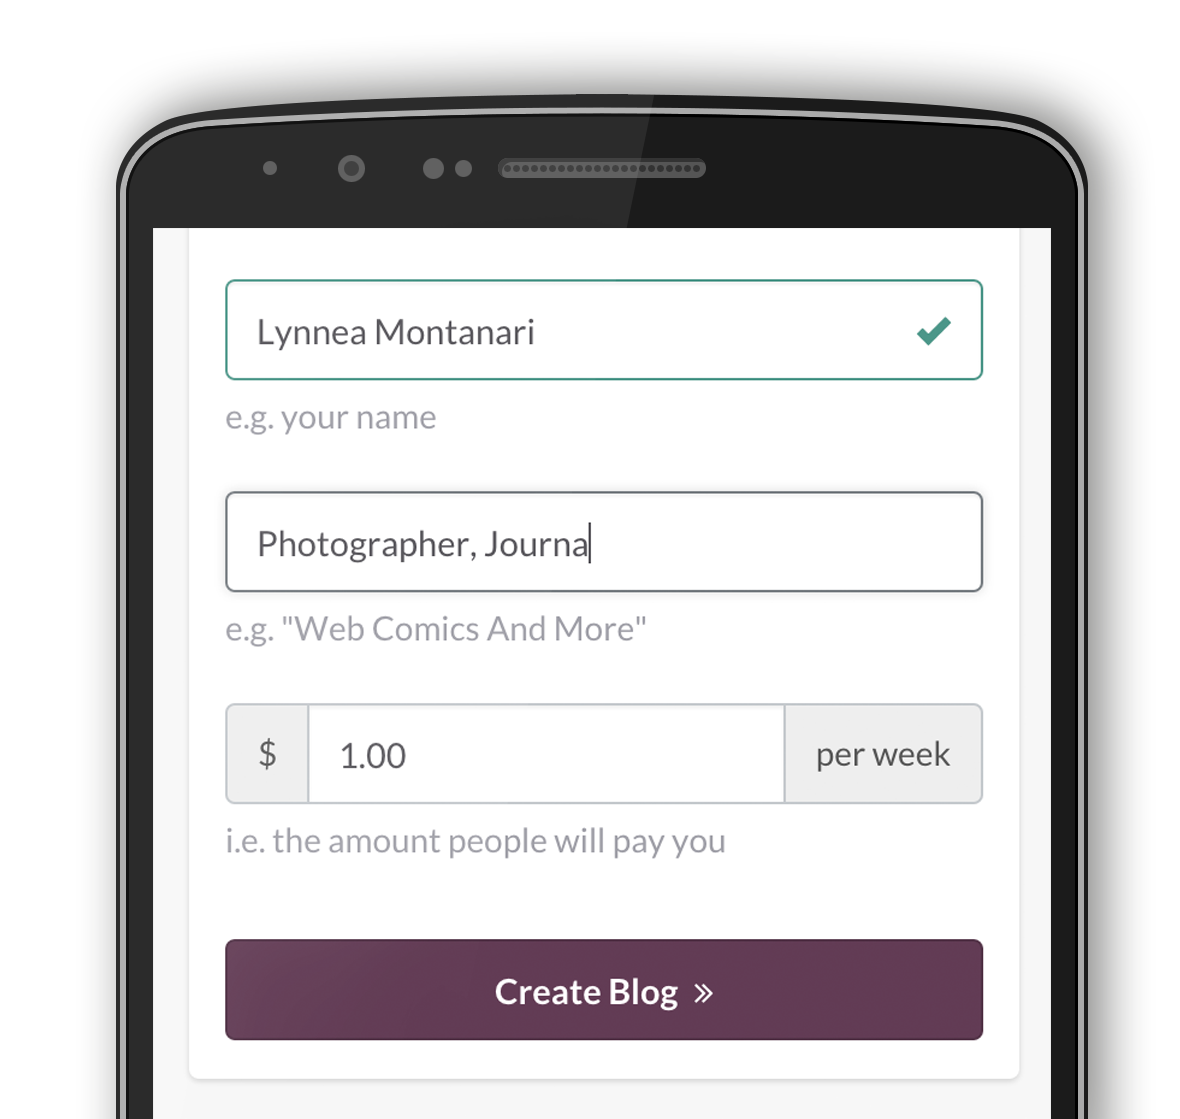 Lynnea Montanari
e.g. your name
Photographer, Journa
e.g. "Web Comics And More"
$ 1.00 per week
i.e. the amount people will pay you
Create Blog »